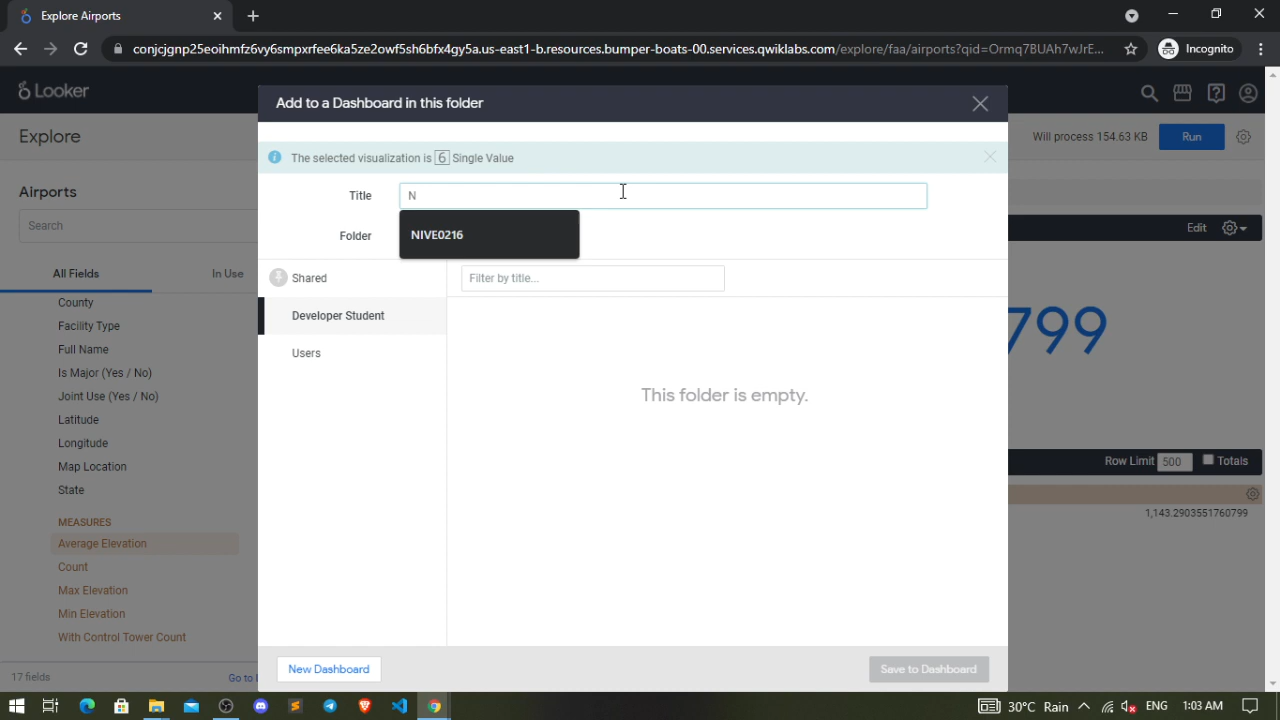 Explore Airports
conjcjgnp25eoihmfz6vy6smpxrfee6ka5ze2owf5sh6bfx4gy5a.us-east1-b.resources.bumper-boats-00.services.qwiklabs.com/explore/faa/airports?qid=Ormq7BUAh7wJrE...
Incognito
Looker
Explore
Will process 154.63 KB
Run
Add to a Dashboard in this folder
The selected visualization is 6 Single Value
Title
N
NIVE0216
Folder
Airports
Search
All Fields
In Use
Edit
Shared
Filter by title...
Developer Student
Users
This folder is empty.
County
Facility Type
Full Name
Is Major (Yes / No)
Joint Use (Yes / No)
Latitude
Longitude
Map Location
State
MEASURES
Average Elevation
Count
Max Elevation
Min Elevation
With Control Tower Count
17 fields
Go to
799
Row Limit 500
Totals
1,143.2903551760799
New Dashboard
Save to Dashboard
30°C Rain
ENG
1:03 AM